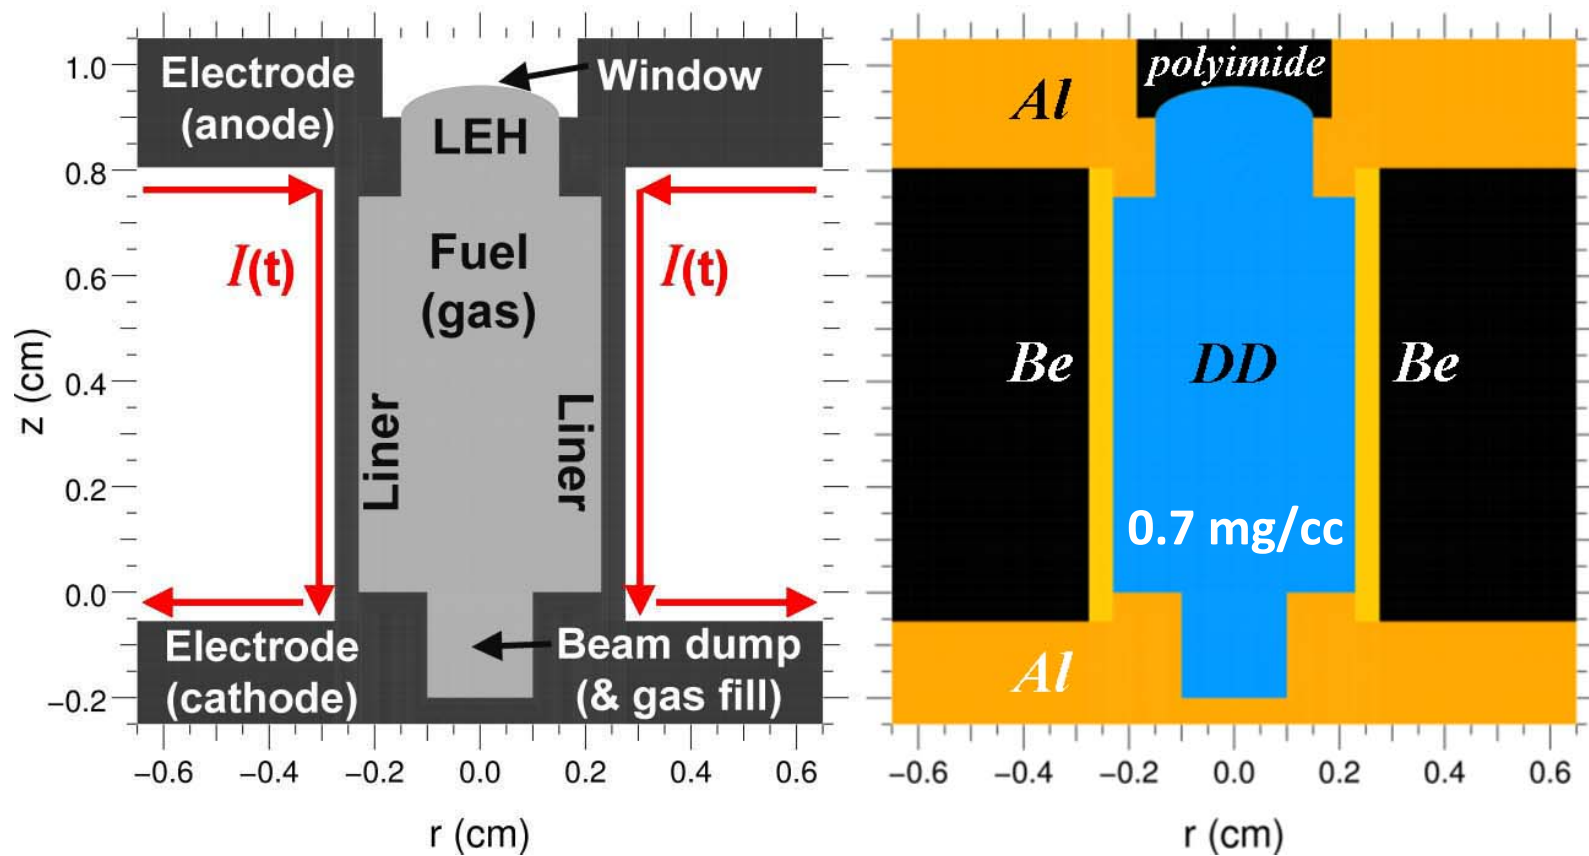 Electrode
(anode)
Window
LEH
I(t)
Fuel
(gas)
I(t)
Liner
Liner
Electrode
(cathode)
Beam dump
(& gas fill)
1.0
0.8
0.6
0.4
0.2
0.0
−0.2
z (cm)
−0.6 −0.4 −0.2 0.0 0.2 0.4 0.6
r (cm)
polyimide
Al
Be
DD
Be
0.7 mg/cc
Al
−0.6 −0.4 −0.2 0.0 0.2 0.4 0.6
r (cm)